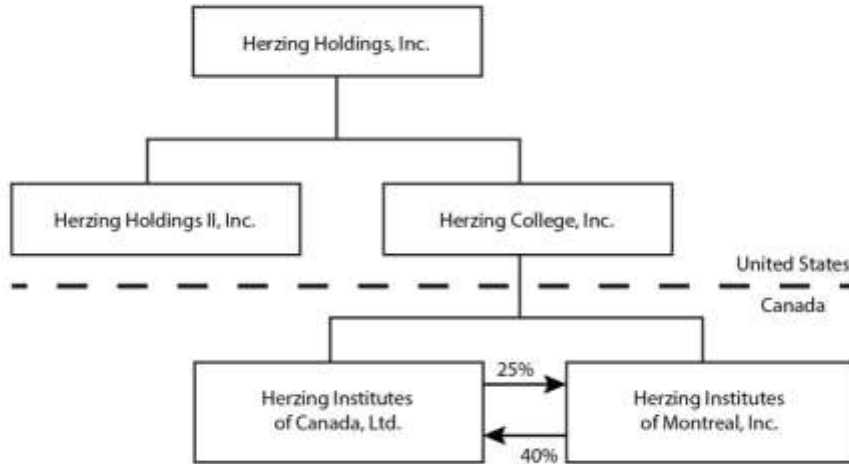 Herzing Holdings, Inc.
Herzing Holdings II, Inc.
Herzing College, Inc.
United States
Canada
Herzing Institutes
of Canada, Ltd.
25%
40%
Herzing Institutes
of Montreal, Inc.